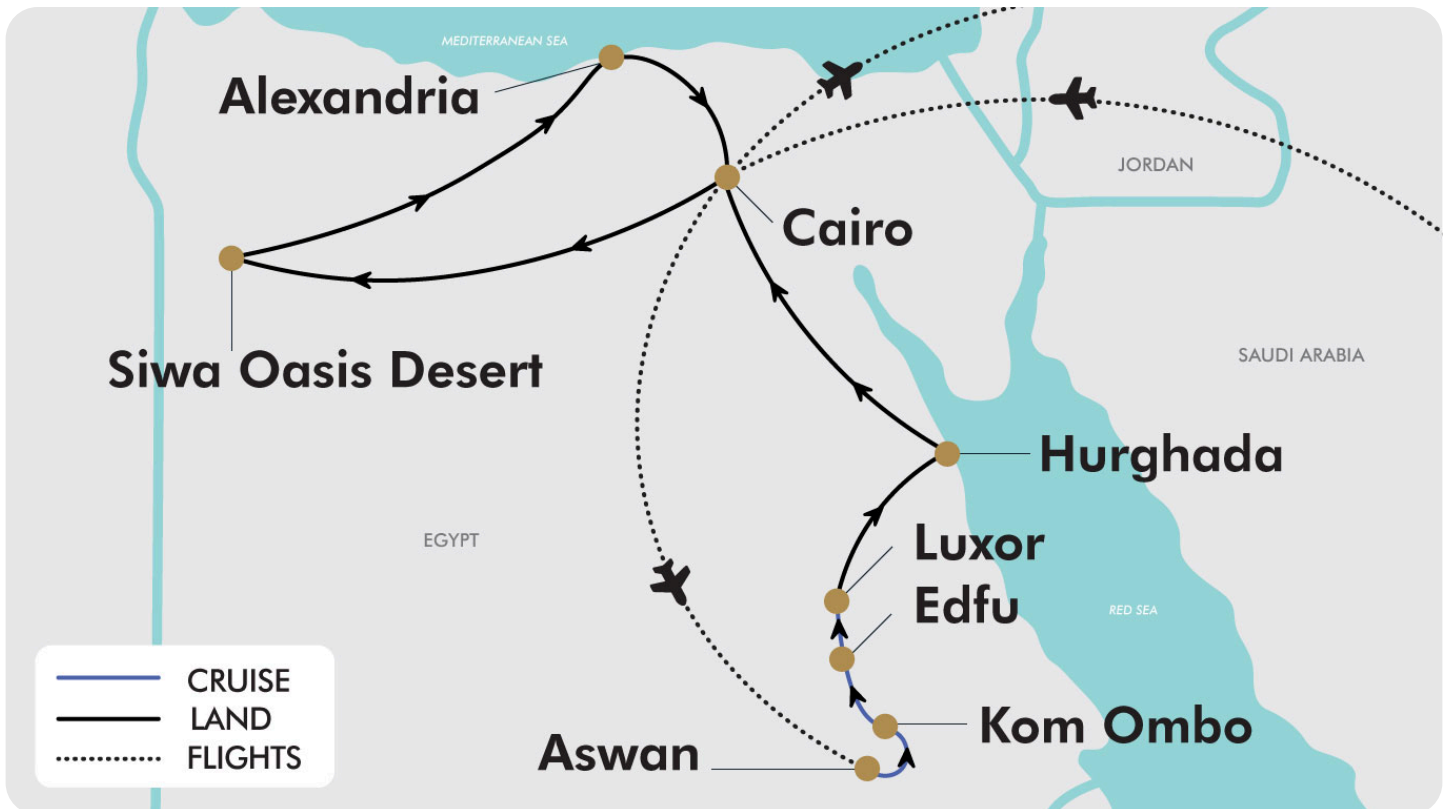 MEDITERRANEAN SEA
Alexandria
JORDAN
Cairo
Siwa Oasis Desert
SAUDI ARABIA
Hurghada
EGYPT
Luxor
Edfu
RED SEA
CRUISE
LAND
FLIGHTS
Kom Ombo
Aswan